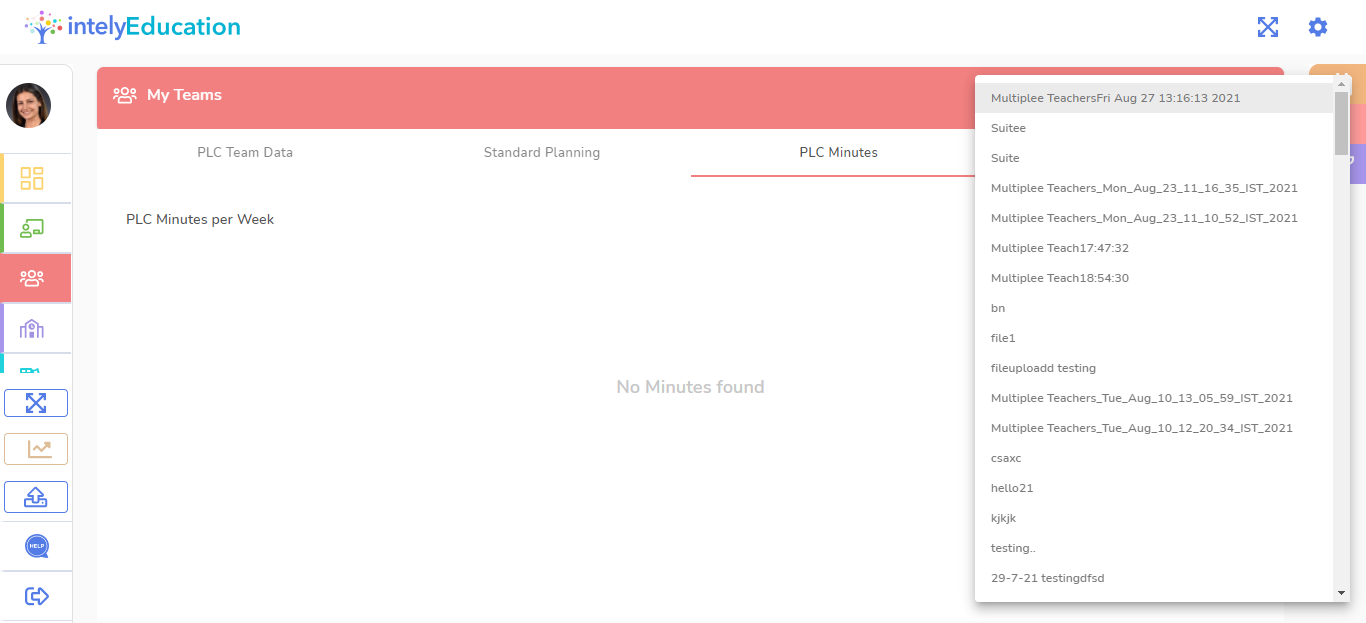 intelyEducation
My Teams
PLC Team Data
Standard Planning
PLC Minutes
PLC Minutes per Week
No Minutes found
HELP
Multiplee TeachersFri Aug 27 13:16:13 2021
Suitee
Suite
Multiplee Teachers_Mon_Aug_23_11_16_35_IST_2021
Multiplee Teachers_Mon_Aug_23_11_10_52_IST_2021
Multiplee Teach17:47:32
Multiplee Teach18:54:30
bn
file1
fileuploadd testing
Multiplee Teachers_Tue_Aug_10_13_05_59_IST_2021
Multiplee Teachers_Tue_Aug_10_12_20_34_IST_2021
csaxc
hello21
kjkjk
testing..
29-7-21 testingdfsd